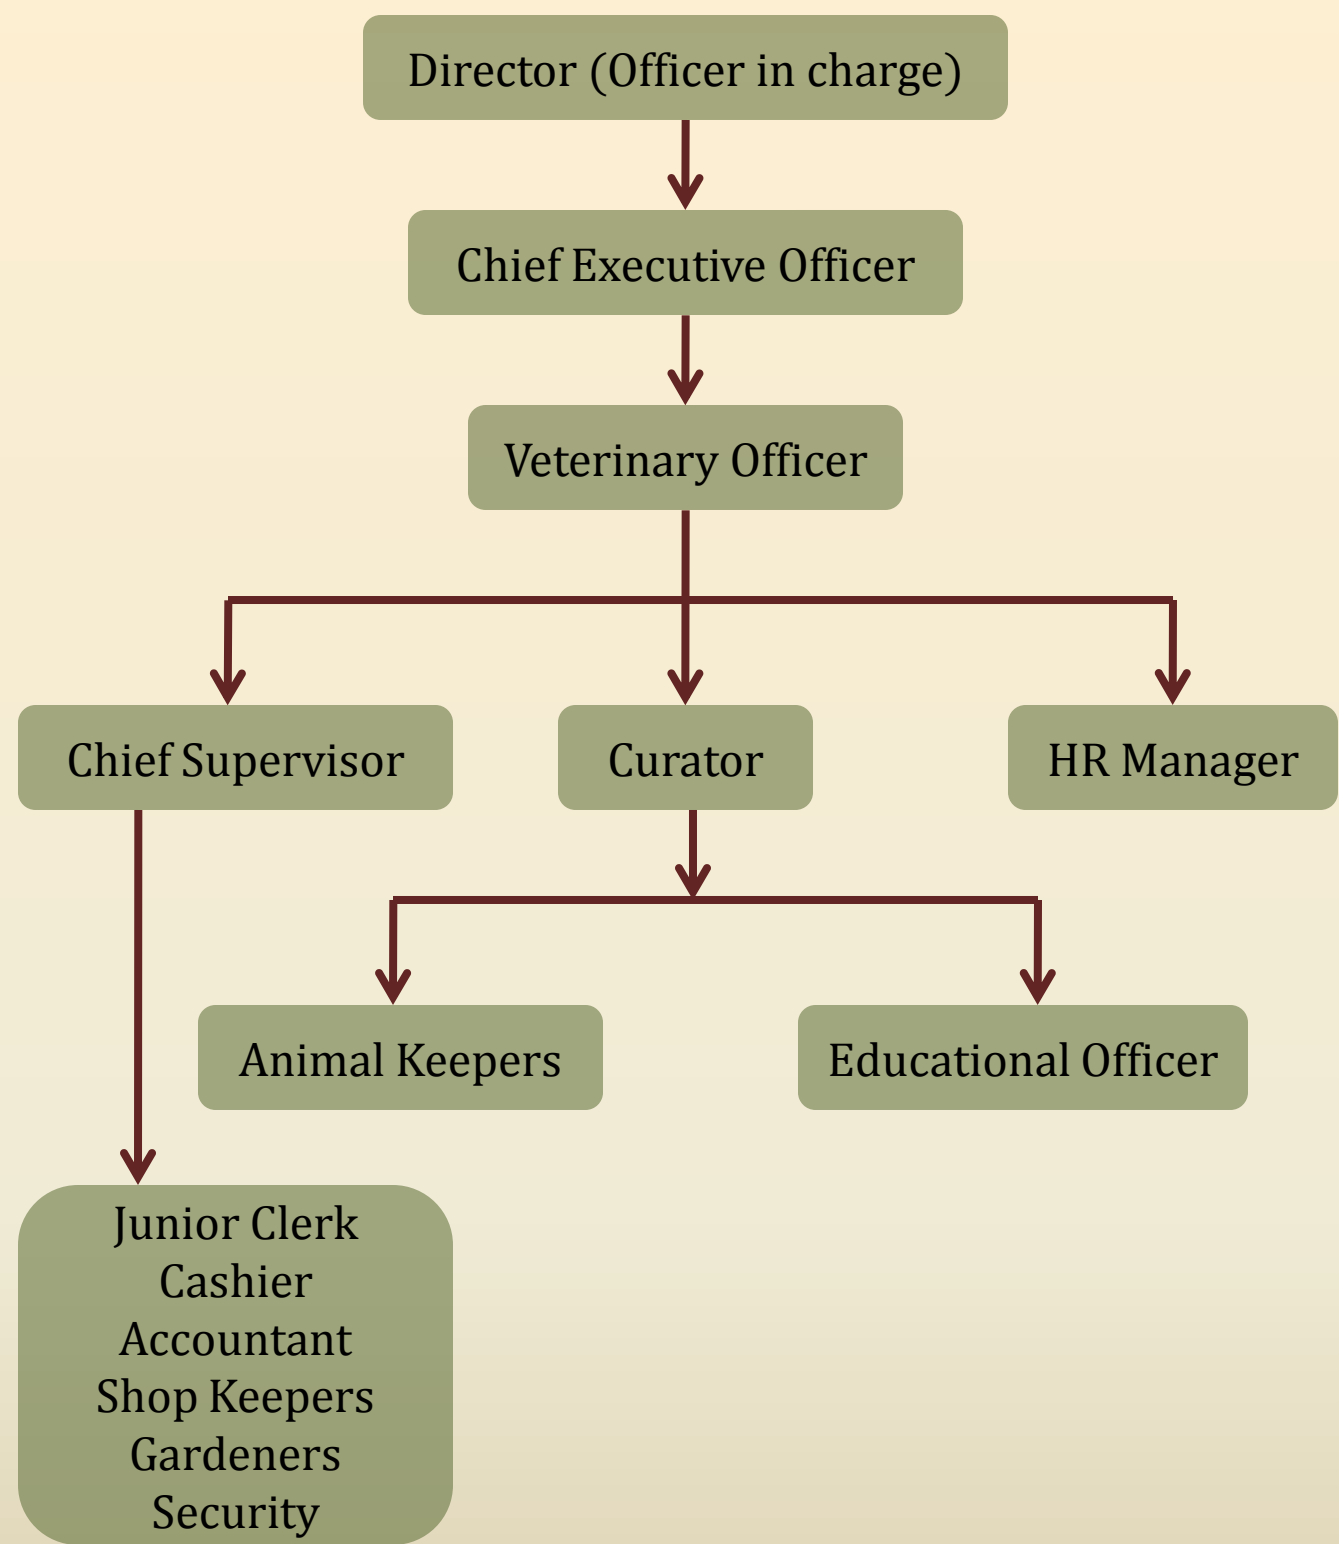 Director (Officer in charge)
Chief Executive Officer
Veterinary Officer
Chief Supervisor
Curator
HR Manager
Animal Keepers
Educational Officer
Junior Clerk
Cashier
Accountant
Shop Keepers
Gardeners
Security